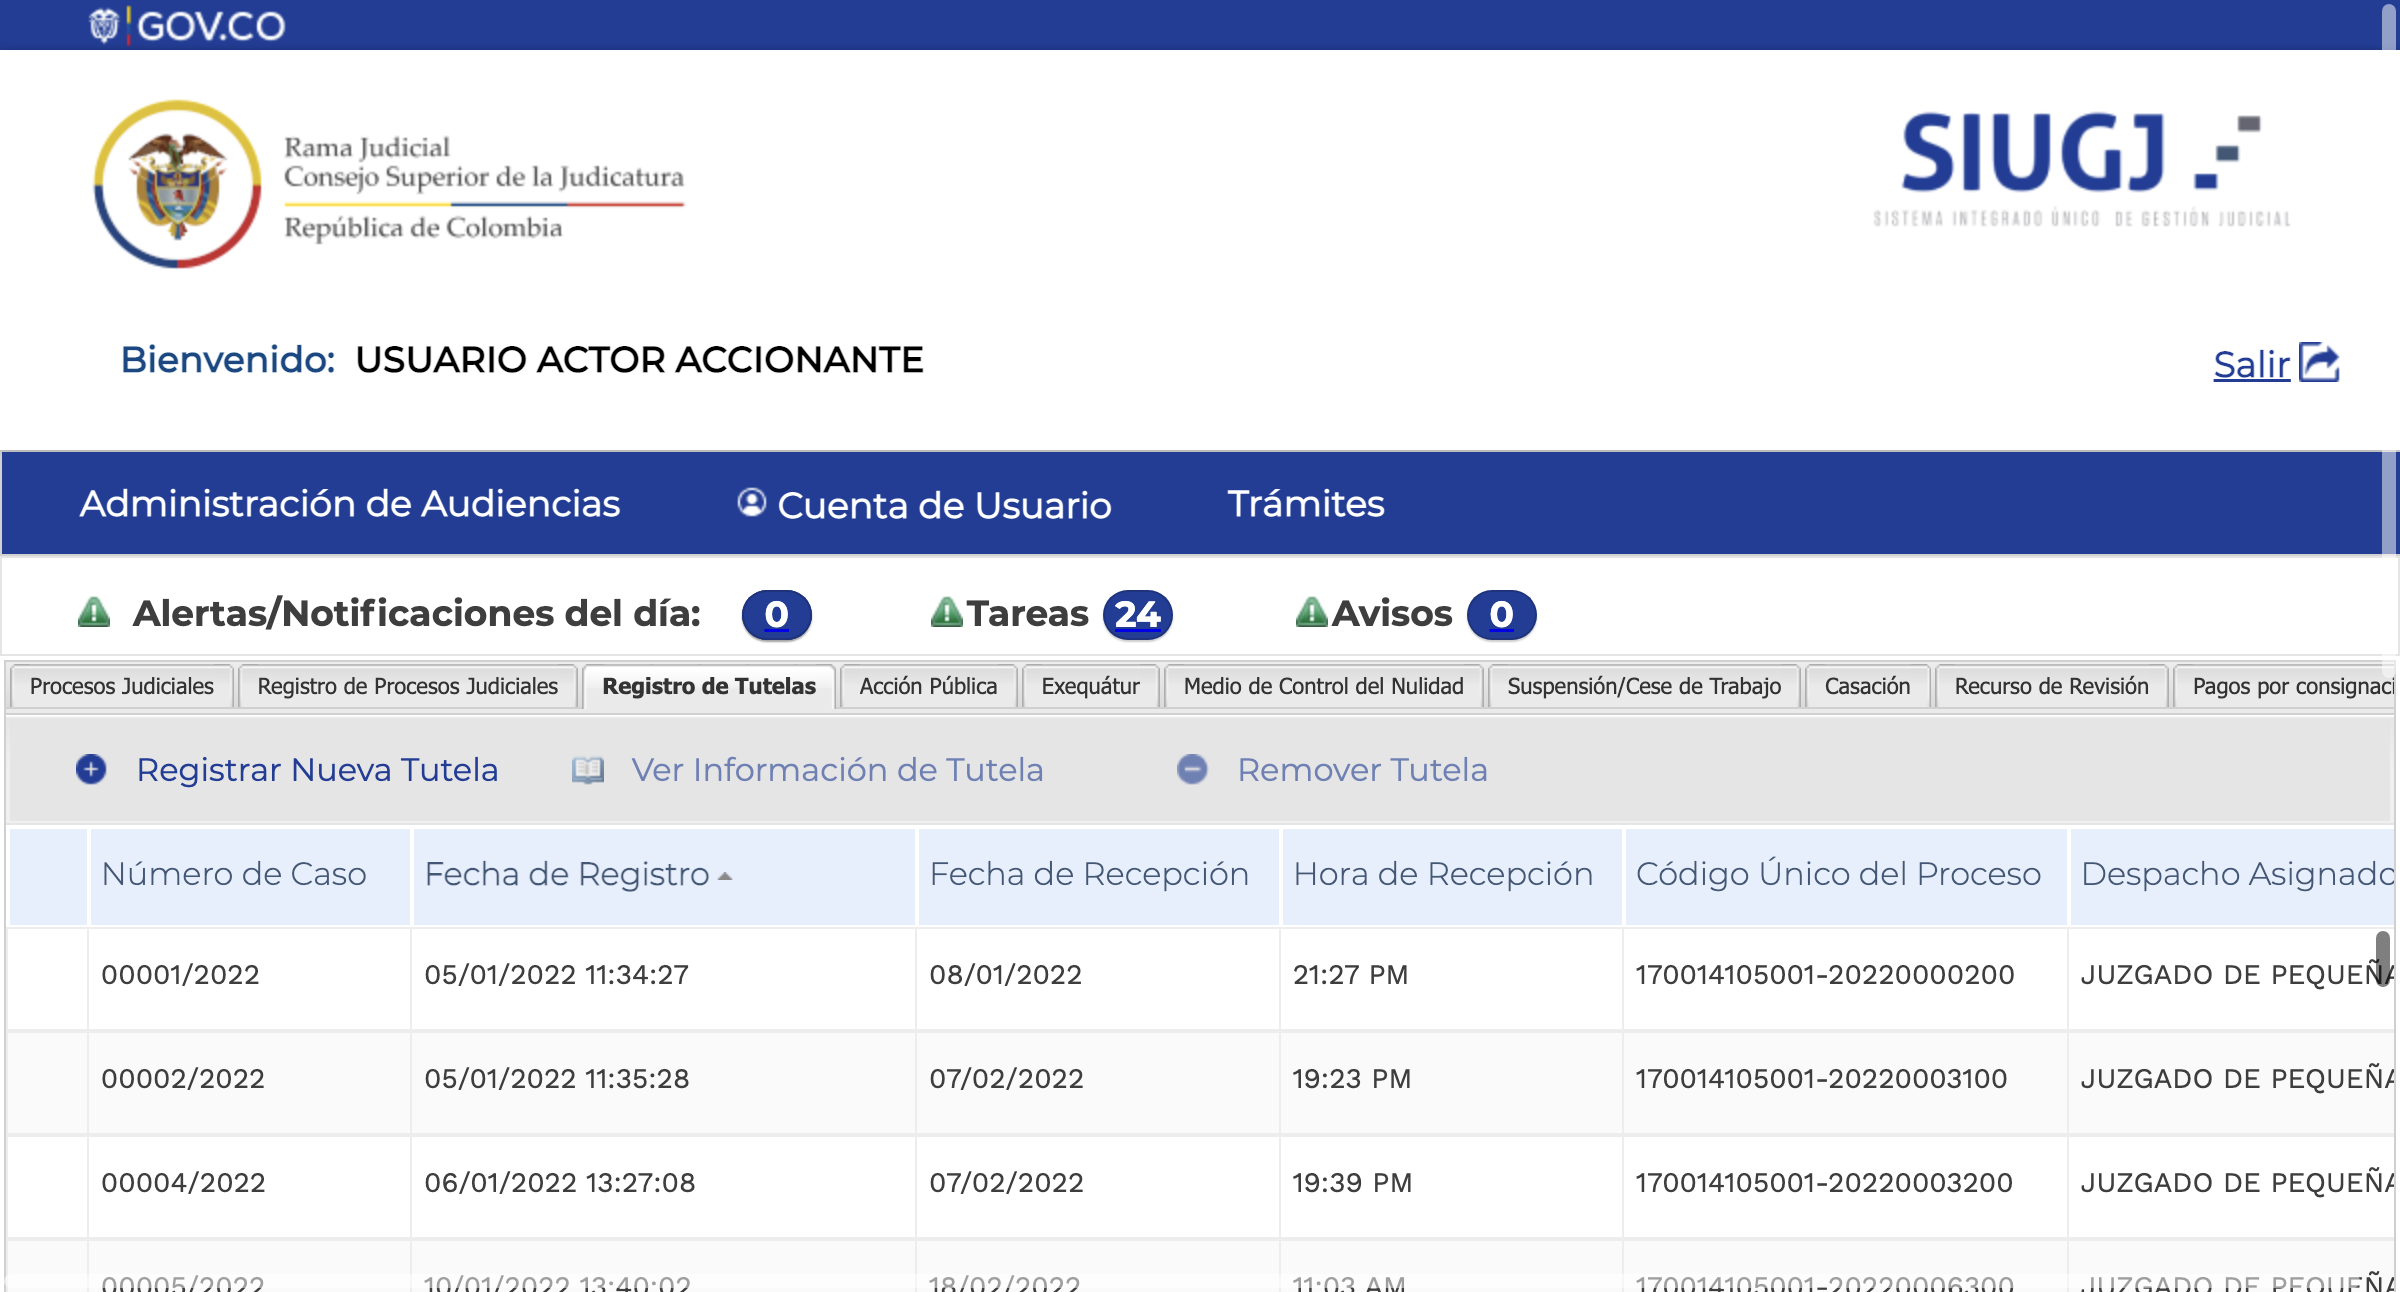 GOV.CO
Rama Judicial
Consejo Superior de la Judicatura
República de Colombia
SIUGJ
SISTEMA INTEGRADO ÚNICO DE GESTIÓN JUDICIAL
Bienvenido: USUARIO ACTOR ACCIONANTE
Salir
Administración de Audiencias Cuenta de Usuario Trámites
Alertas/Notificaciones del día: 0 Tareas 24 Avisos 0
Procesos Judiciales Registro de Procesos Judiciales Registro de Tutelas Acción Pública Exequátur Medio de Control del Nulidad Suspensión/Cese de Trabajo Casación Recurso de Revisión Pagos por consignaci
Registrar Nueva Tutela Ver Información de Tutela Remover Tutela
Número de Caso Fecha de Registro Fecha de Recepción Hora de Recepción Código Único del Proceso Despacho Asignado
00001/2022 05/01/2022 11:34:27 08/01/2022 21:27 PM 170014105001-20220000200 JUZGADO DE PEQUEÑA
00002/2022 05/01/2022 11:35:28 07/02/2022 19:23 PM 170014105001-20220003100 JUZGADO DE PEQUEÑA
00004/2022 06/01/2022 13:27:08 07/02/2022 19:39 PM 170014105001-20220003200 JUZGADO DE PEQUEÑA
00005/2022 10/01/2022 13:40:02 18/02/2022 11:03 AM 170014105001-20220006300 JUZGADO DE PEQUEÑA